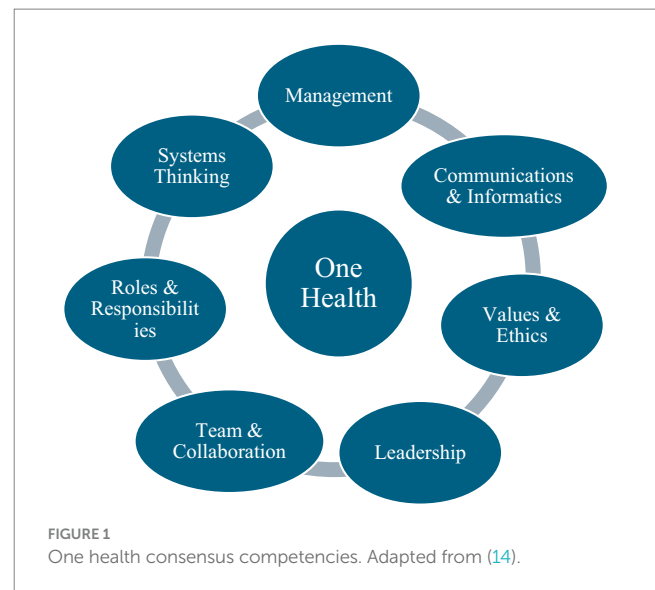 Management
Communications
& Informatics
Values &
Ethics
Leadership
Team &
Collaboration
Roles &
Responsibilit
ies
Systems
Thinking
One
Health
FIGURE 1
One health consensus competencies. Adapted from (14).